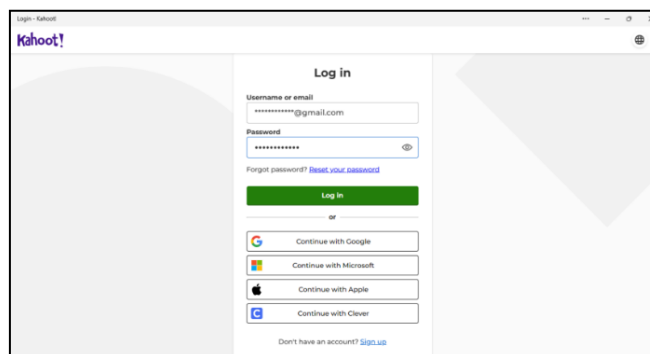 Login - Kahoot!
Kahoot!
Log in
Username or email
************@gmail.com
Password
••••••••••••
Forgot password? Reset your password
Log in
or
Continue with Google
Continue with Microsoft
Continue with Apple
C Continue with Clever
Don't have an account? Sign up